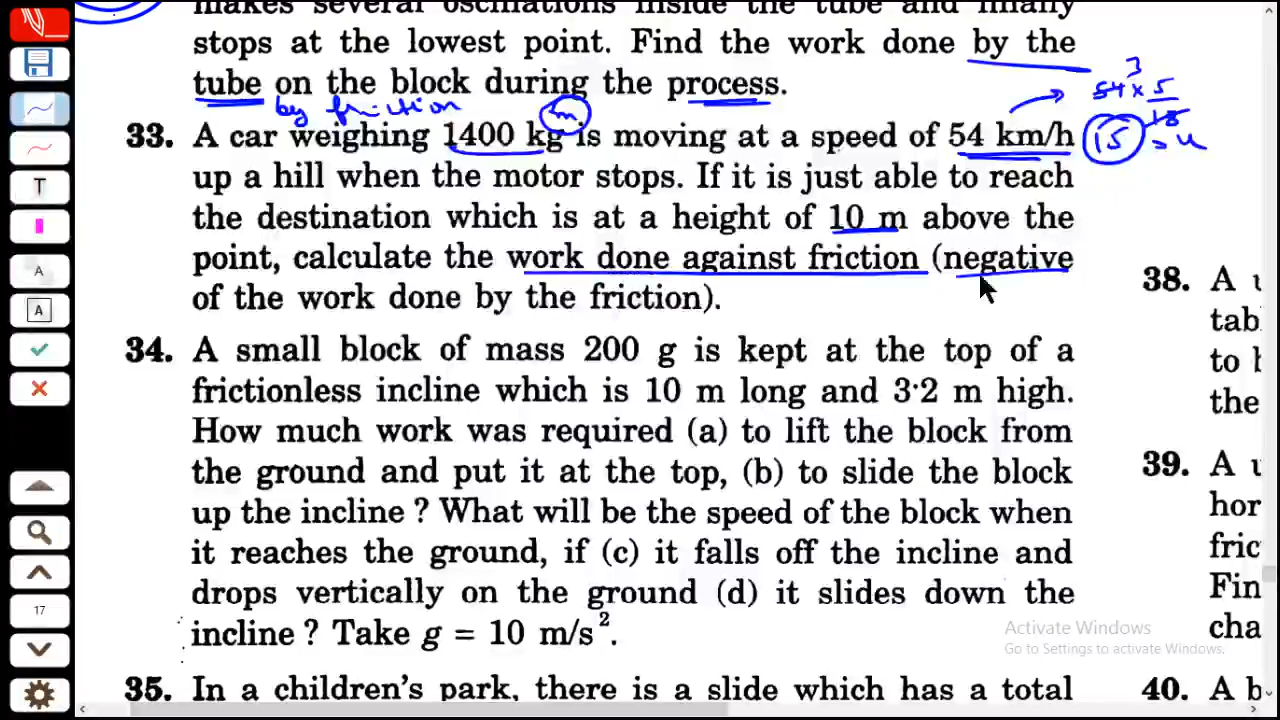 makes several oscillations inside the tube and finally
stops at the lowest point. Find the work done by the
tube on the block during the process.
by friction
33. A car weighing 1400 kg is moving at a speed of 54 km/h
m
3
54 × 5
18
15 = u
up a hill when the motor stops. If it is just able to reach
the destination which is at a height of 10 m above the
point, calculate the work done against friction (negative
of the work done by the friction).
34. A small block of mass 200 g is kept at the top of a
frictionless incline which is 10 m long and 3·2 m high.
How much work was required (a) to lift the block from
the ground and put it at the top, (b) to slide the block
up the incline ? What will be the speed of the block when
it reaches the ground, if (c) it falls off the incline and
drops vertically on the ground (d) it slides down the
incline ? Take g = 10 m/s².
35. In a children's park, there is a slide which has a total
38. A
tab
to
the
39. A
hor
fric
Fin
cha
40. A
T
A
A
17
Activate Windows
Go to Settings to activate Windows.